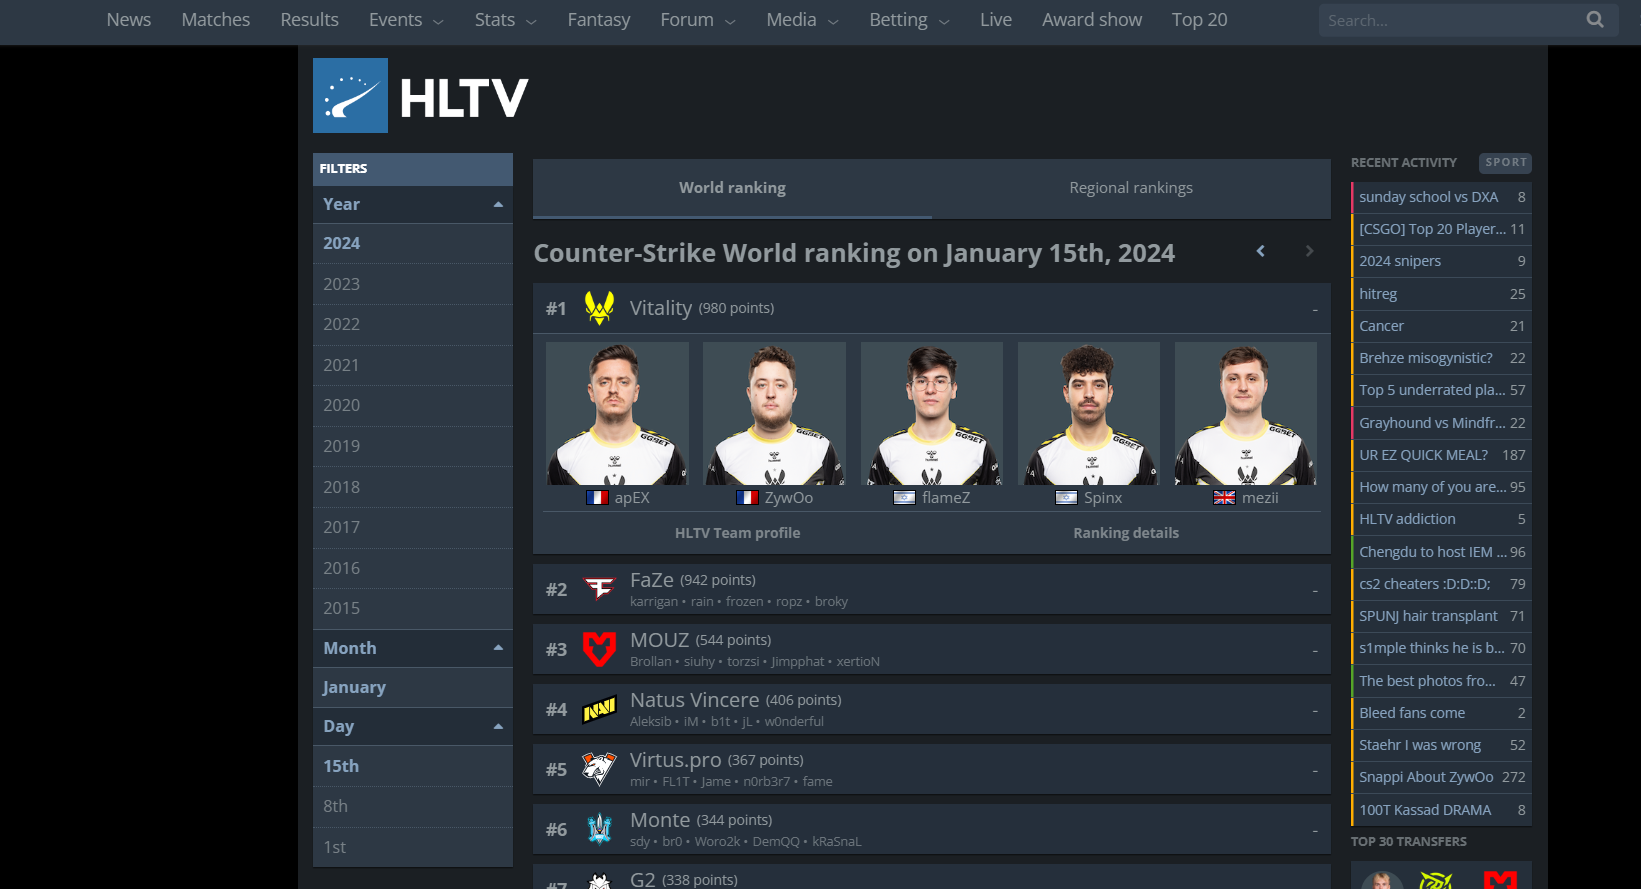 News Matches Results Events Stats Fantasy Forum Media Betting Live Award show Top 20 Search...
HLTV
FILTERS
Year
2024
2023
2022
2021
2020
2019
2018
2017
2016
2015
Month
January
Day
15th
8th
1st
World ranking Regional rankings
Counter-Strike World ranking on January 15th, 2024
#1 Vitality (980 points) -
GGBET GGBET GGBET GGBET GGBET
apEX ZywOo flameZ Spinx mezii
HLTV Team profile Ranking details
#2 FaZe (942 points) -
karrigan • rain • frozen • ropz • broky
#3 MOUZ (544 points) -
Brollan • siuhy • torzsi • Jimpphat • xertioN
#4 Natus Vincere (406 points) -
Aleksib • iM • b1t • jL • w0nderful
#5 Virtus.pro (367 points) -
mir • FL1T • Jame • n0rb3r7 • fame
#6 Monte (344 points) -
sdy • br0 • Woro2k • DemQQ • kRaSnaL
#7 G2 (338 points)
RECENT ACTIVITY SPORT
sunday school vs DXA 8
[CSGO] Top 20 Player... 11
2024 snipers 9
hitreg 25
Cancer 21
Brehze misogynistic? 22
Top 5 underrated pla... 57
Grayhound vs Mindfr... 22
UR EZ QUICK MEAL? 187
How many of you are... 95
HLTV addiction 5
Chengdu to host IEM ... 96
cs2 cheaters :D:D::D; 79
SPUNJ hair transplant 71
s1mple thinks he is b... 70
The best photos fro... 47
Bleed fans come 2
Staehr I was wrong 52
Snappi About ZywOo 272
100T Kassad DRAMA 8
TOP 30 TRANSFERS